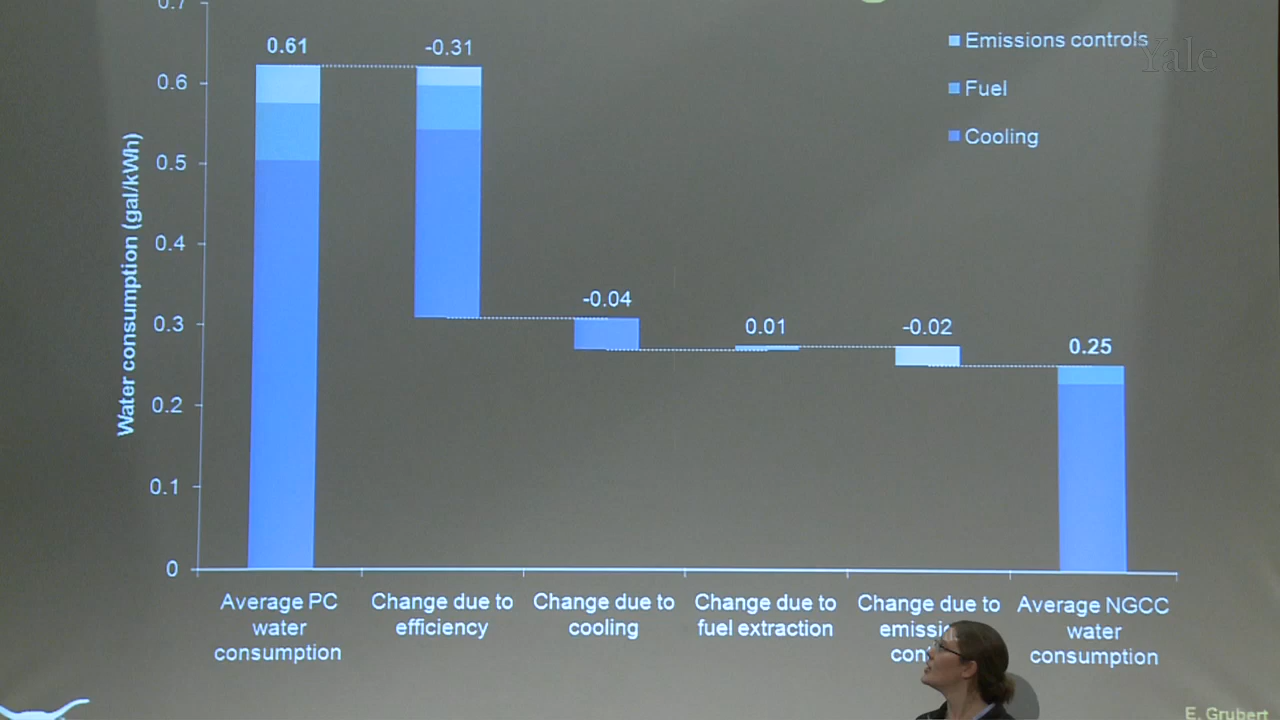 0.7
Emissions controls
Yale
Fuel
Cooling
0.61
-0.31
0.6
0.5
0.4
-0.04
0.3
0.01
-0.02
0.25
0.2
0.1
0
Water consumption (gal/kWh)
Average PC
water
consumption
Change due to
efficiency
Change due to
cooling
Change due to
fuel extraction
Change due to
Average NGCC
water
consumption
E. Grubert